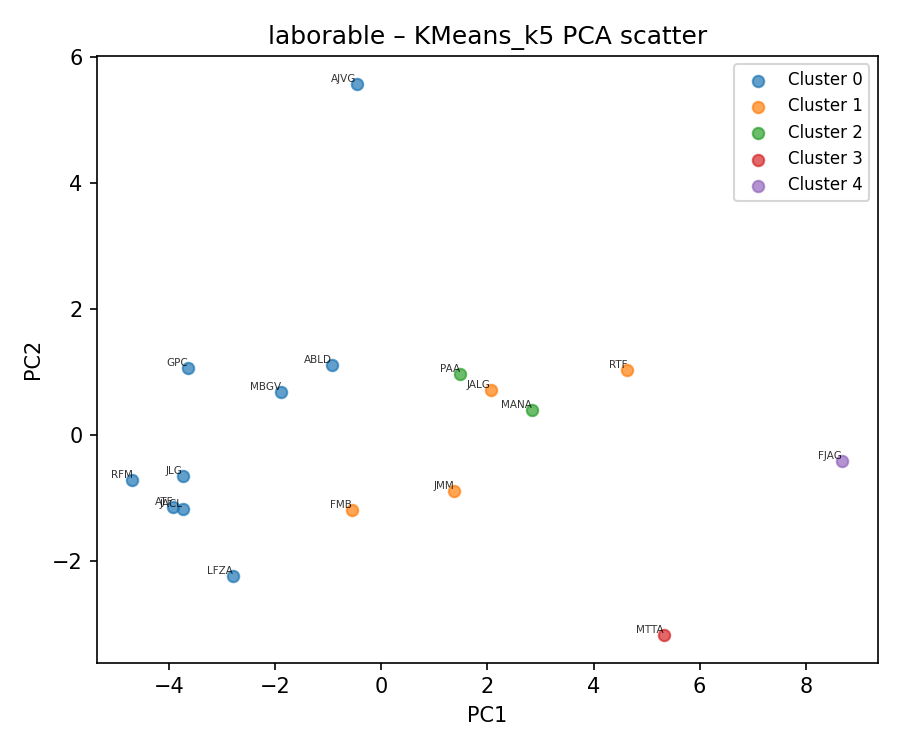 laborable – KMeans_k5 PCA scatter
Cluster 0
Cluster 1
Cluster 2
Cluster 3
Cluster 4
PC2
6
4
2
0
−2
AJVG
GPC
ABLD
MBGV
PAA
JALG
RTF
MANA
FJAG
RFM
JLG
JACL
JMM
FMB
LFZA
MTTA
−4
−2
0
2
4
6
8
PC1